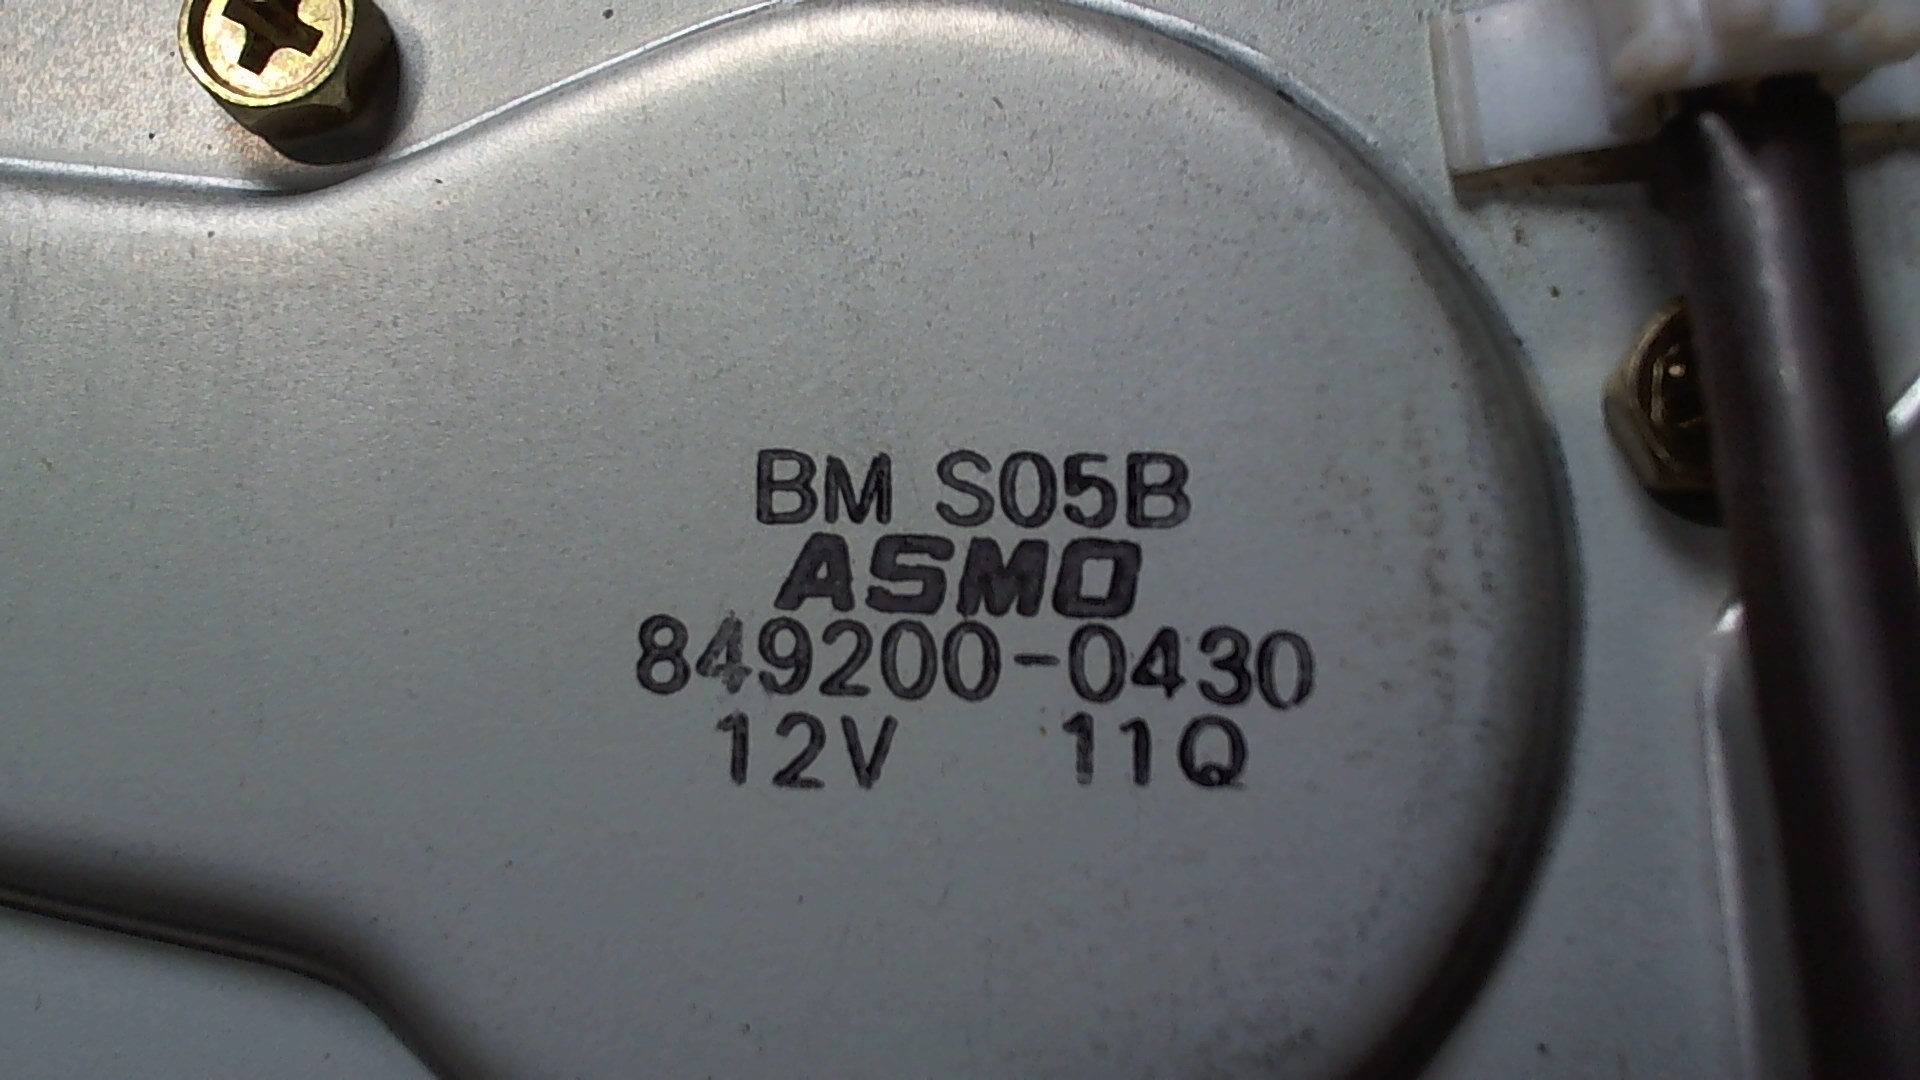 BM S05B
ASMO
849200-0430
12V 11Q